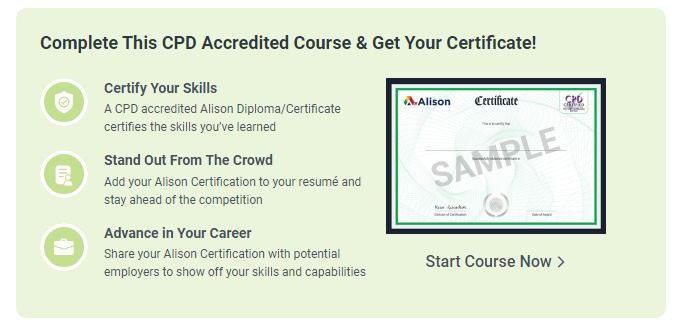 Complete This CPD Accredited Course & Get Your Certificate!
Certify Your Skills
A CPD accredited Alison Diploma/Certificate
certifies the skills you’ve learned
Stand Out From The Crowd
Add your Alison Certification to your resumé and
stay ahead of the competition
Advance in Your Career
Share your Alison Certification with potential
employers to show off your skills and capabilities
Alison
Certificate
CPD
CERTIFIED
This is to certify that
SAMPLE
Director of Certification
Date of Award
Start Course Now